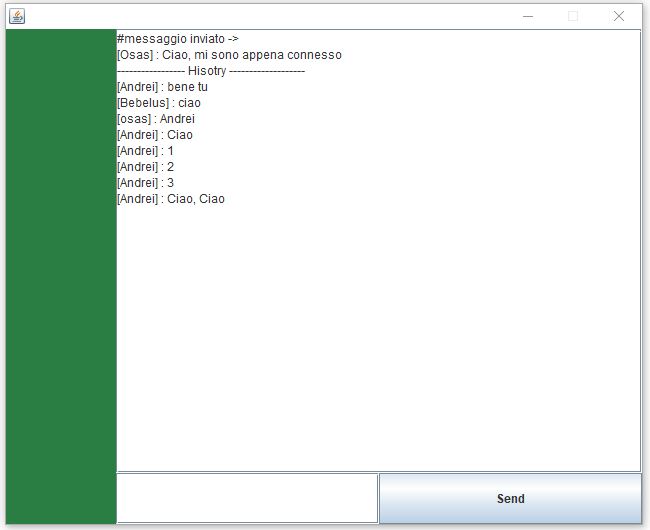 #messaggio inviato ->
[Osas] : Ciao, mi sono appena connesso
----------------- Hisotry -------------------
[Andrei] : bene tu
[Bebelus] : ciao
[osas] : Andrei
[Andrei] : Ciao
[Andrei] : 1
[Andrei] : 2
[Andrei] : 3
[Andrei] : Ciao, Ciao
Send